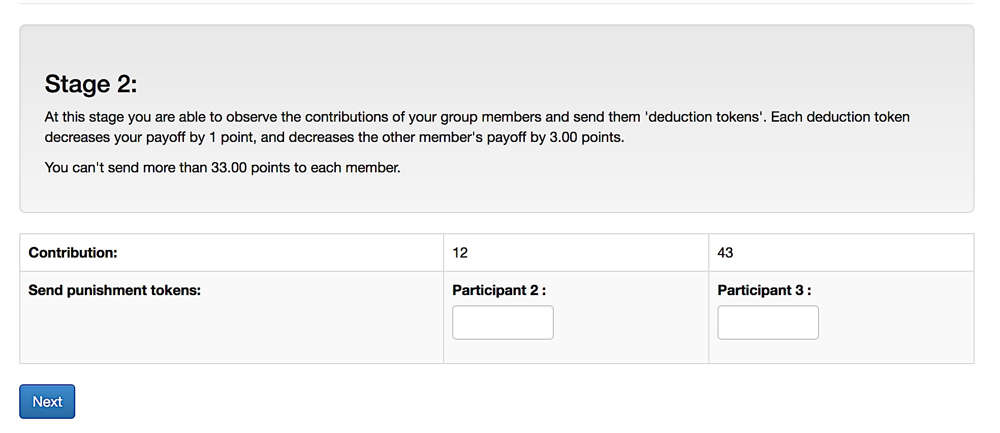 Stage 2:
At this stage you are able to observe the contributions of your group members and send them 'deduction tokens'. Each deduction token
decreases your payoff by 1 point, and decreases the other member's payoff by 3.00 points.
You can't send more than 33.00 points to each member.
Contribution: 12 43
Send punishment tokens: Participant 2 : Participant 3 :
Next